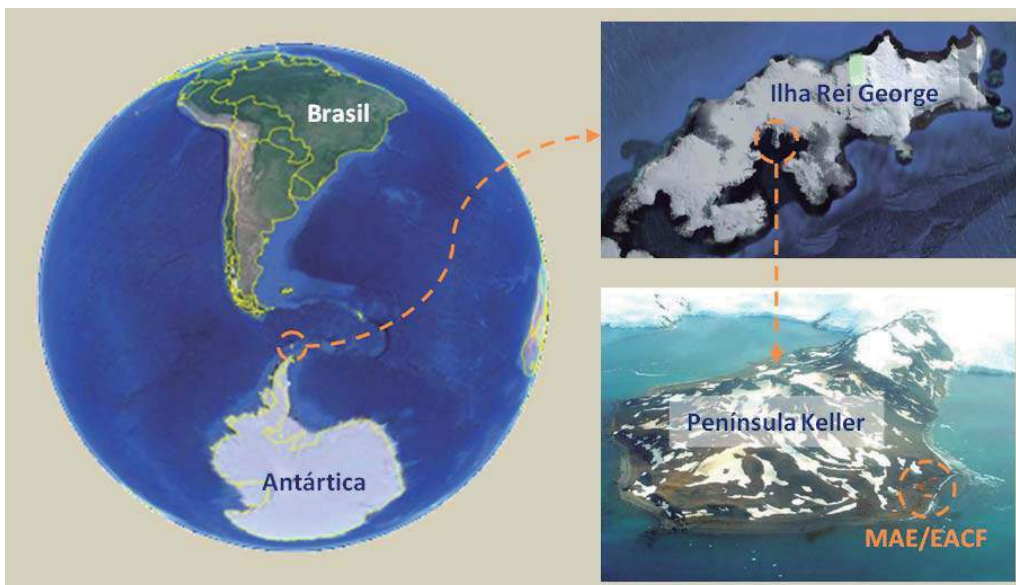 Brasil
Antártica
Ilha Rei George
Península Keller
MAE/EACF